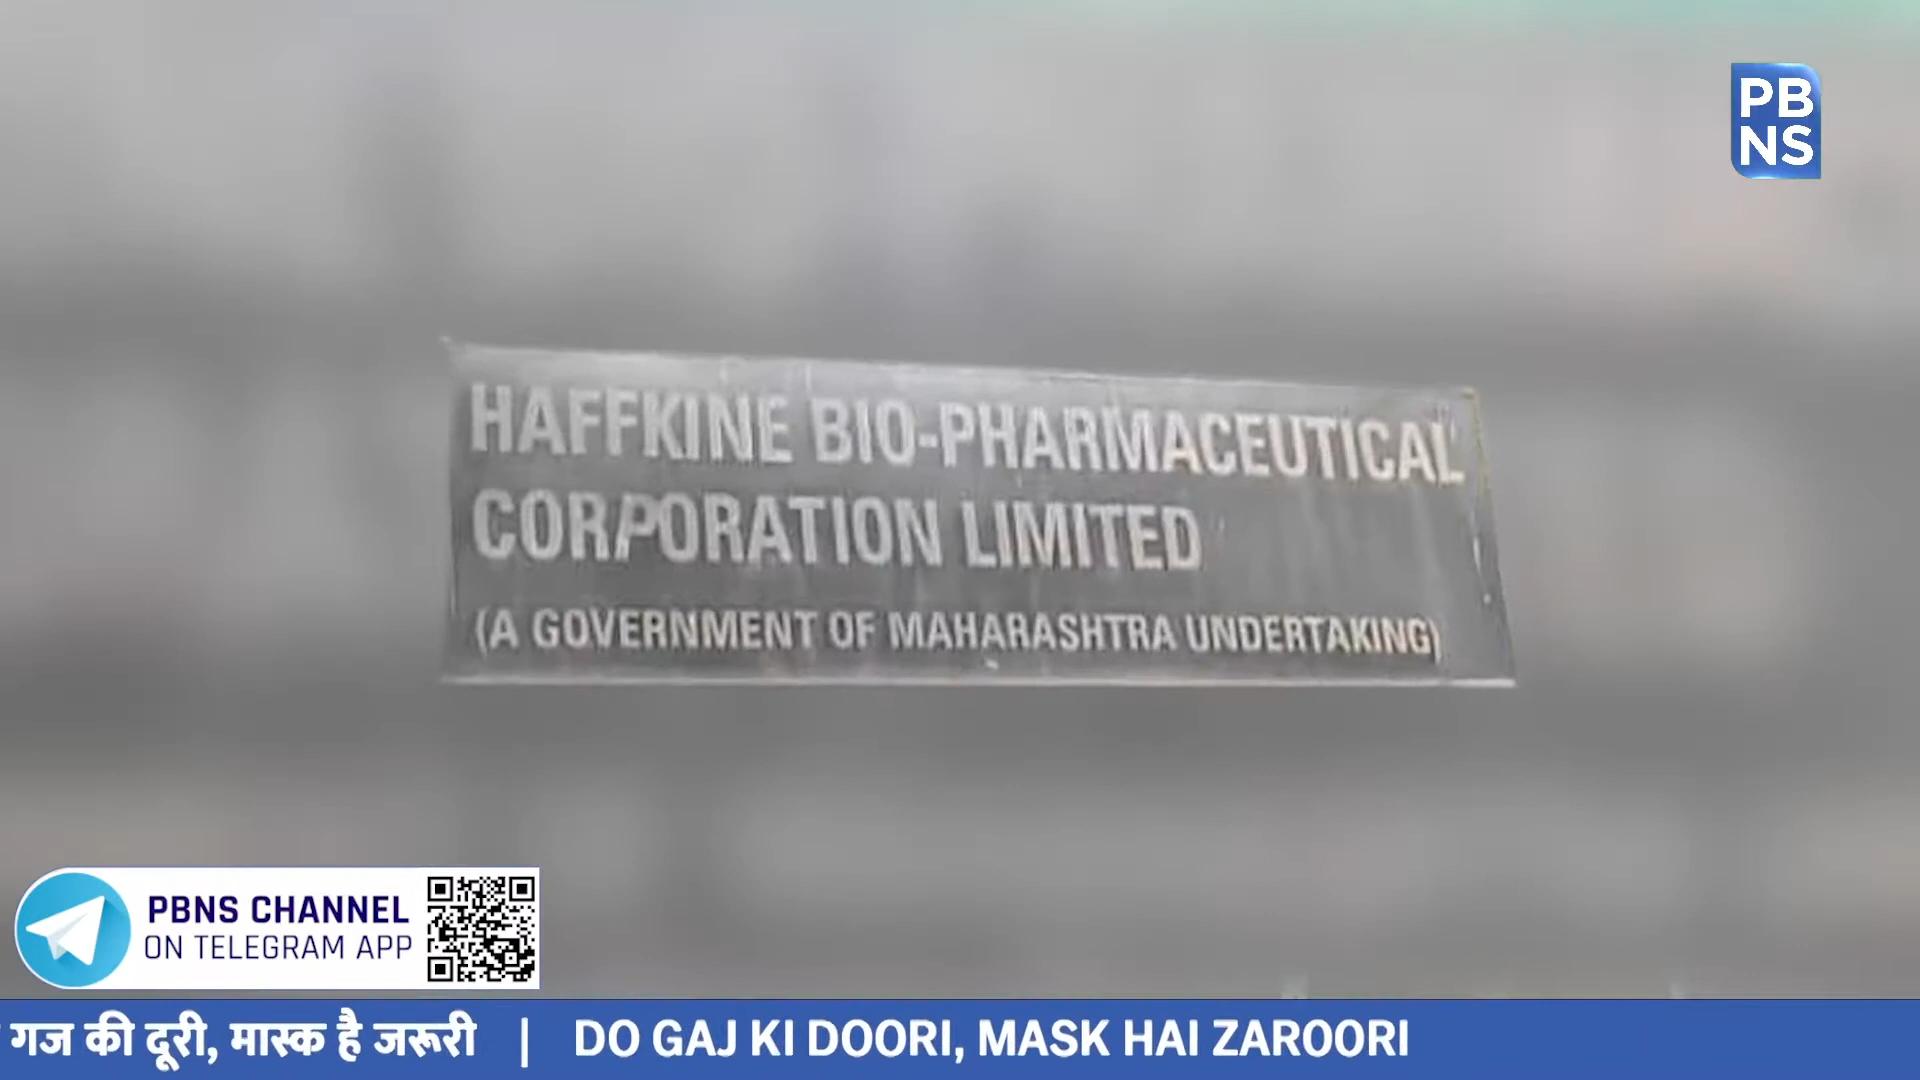 PB
NS
HAFFKINE BIO-PHARMACEUTICAL
CORPORATION LIMITED
(A GOVERNMENT OF MAHARASHTRA UNDERTAKING)
PBNS CHANNEL
ON TELEGRAM APP
गज की दूरी, मास्क है जरूरी | DO GAJ KI DOORI, MASK HAI ZAROORI